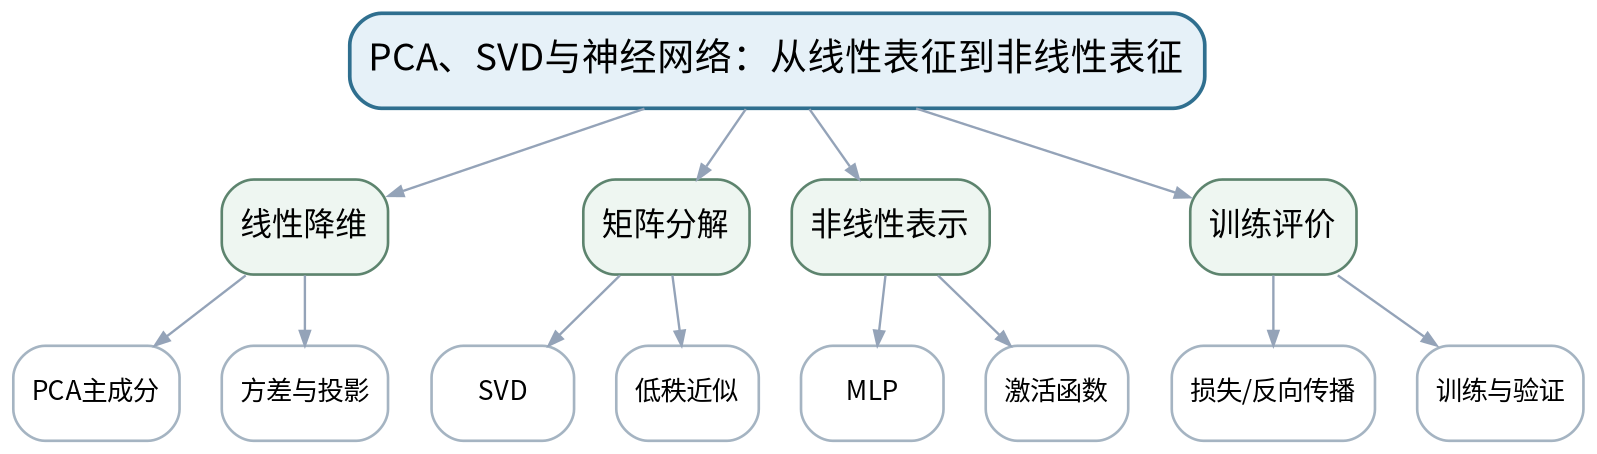 PCA、SVD与神经网络：从线性表征到非线性表征
线性降维
矩阵分解
非线性表示
训练评价
PCA主成分
方差与投影
SVD
低秩近似
MLP
激活函数
损失/反向传播
训练与验证